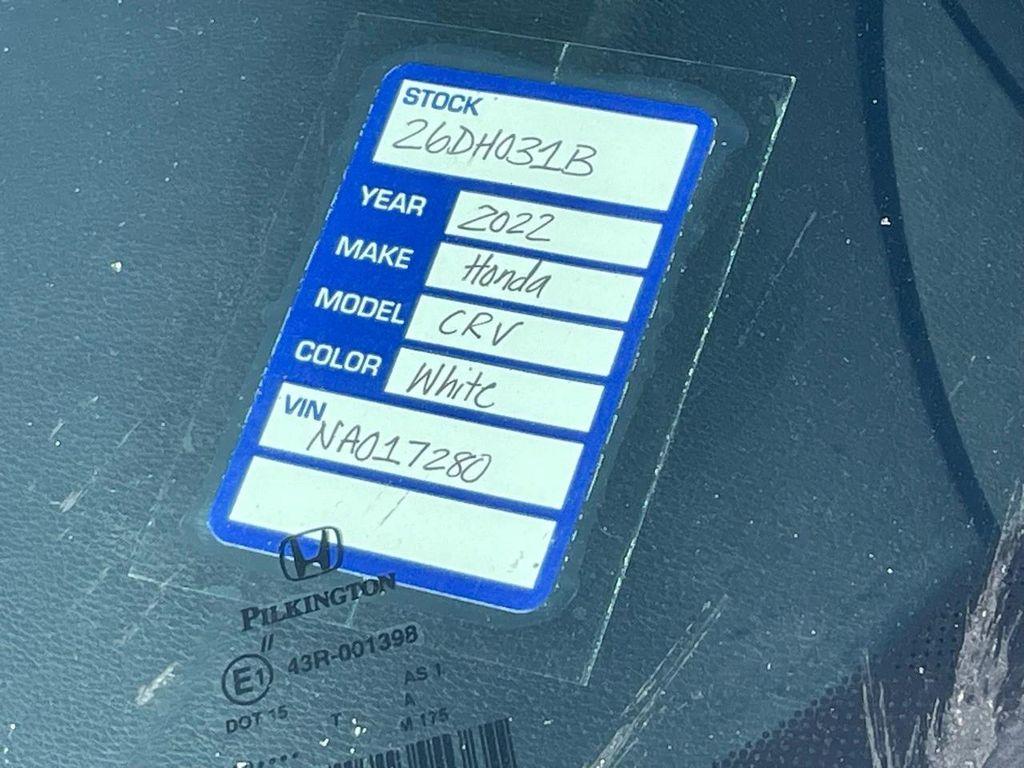 STOCK
26DH031B
YEAR 2022
MAKE Honda
MODEL CRV
COLOR White
VIN
NA017280
PILKINGTON
//
E1 43R-001398
AS 1
DOT 15 T A
M 175